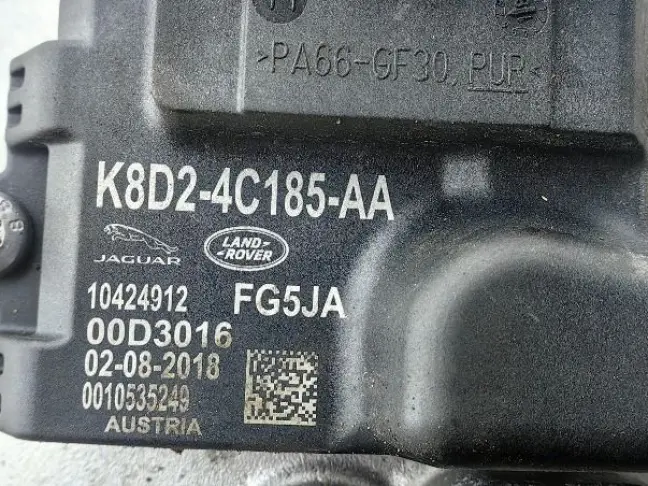 >PA66-GF30,PUR<
K8D2-4C185-AA
JAGUAR
LAND-
-ROVER
10424912 FG5JA
00D3016
02-08-2018
0010535249
AUSTRIA